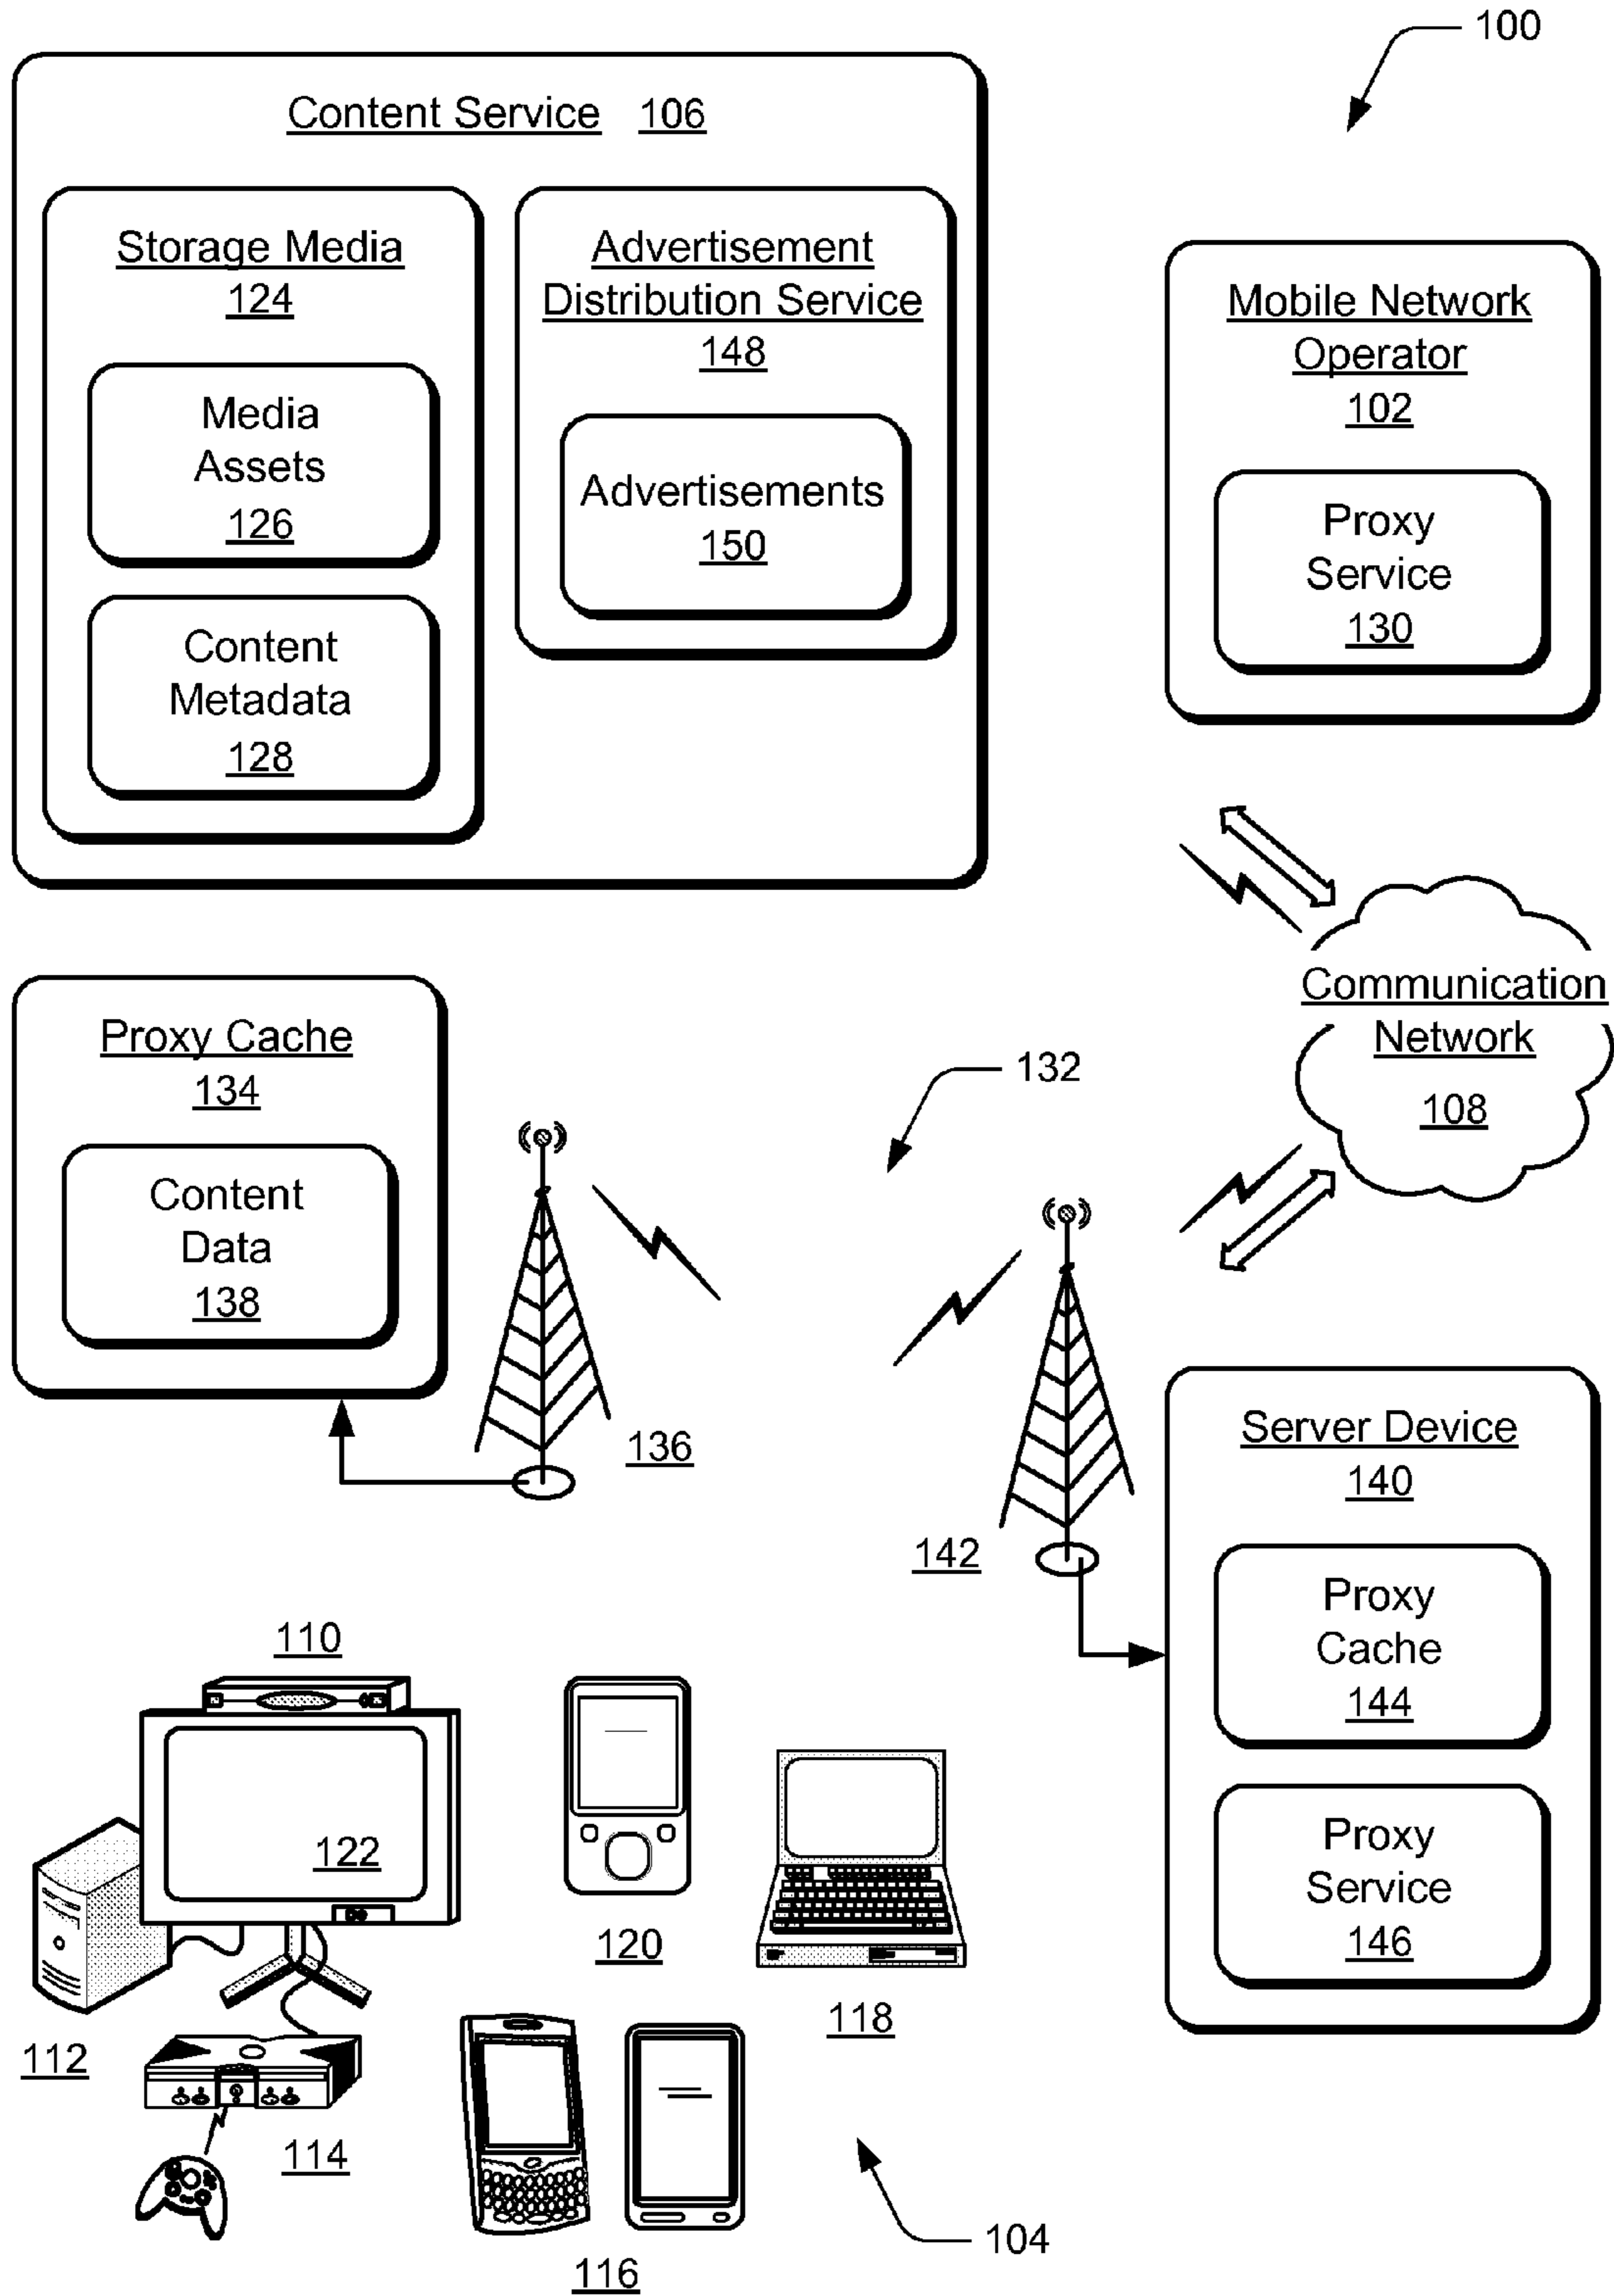 100
Content Service 106
Storage Media
124
Media
Assets
126
Content
Metadata
128
Advertisement
Distribution Service
148
Advertisements
150
Mobile Network
Operator
102
Proxy
Service
130
Communication
Network
108
Proxy Cache
134
Content
Data
138
132
136
142
Server Device
140
Proxy
Cache
144
Proxy
Service
146
110
122
120
118
112
114
116
104